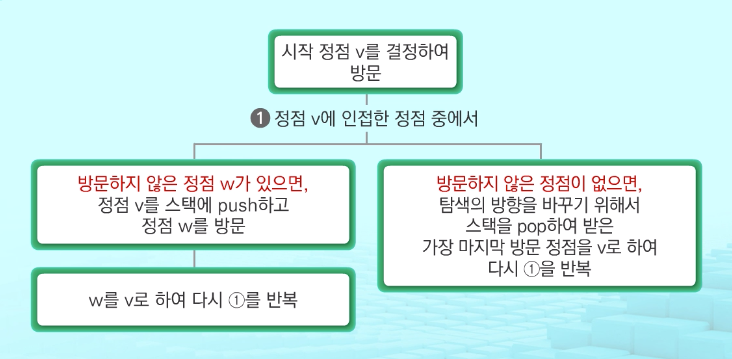 시작 정점 v를 결정하여
방문
❶ 정점 v에 인접한 정점 중에서
방문하지 않은 정점 w가 있으면,
정점 v를 스택에 push하고
정점 w를 방문
w를 v로 하여 다시 ①를 반복
방문하지 않은 정점이 없으면,
탐색의 방향을 바꾸기 위해서
스택을 pop하여 받은
가장 마지막 방문 정점을 v로 하여
다시 ①을 반복